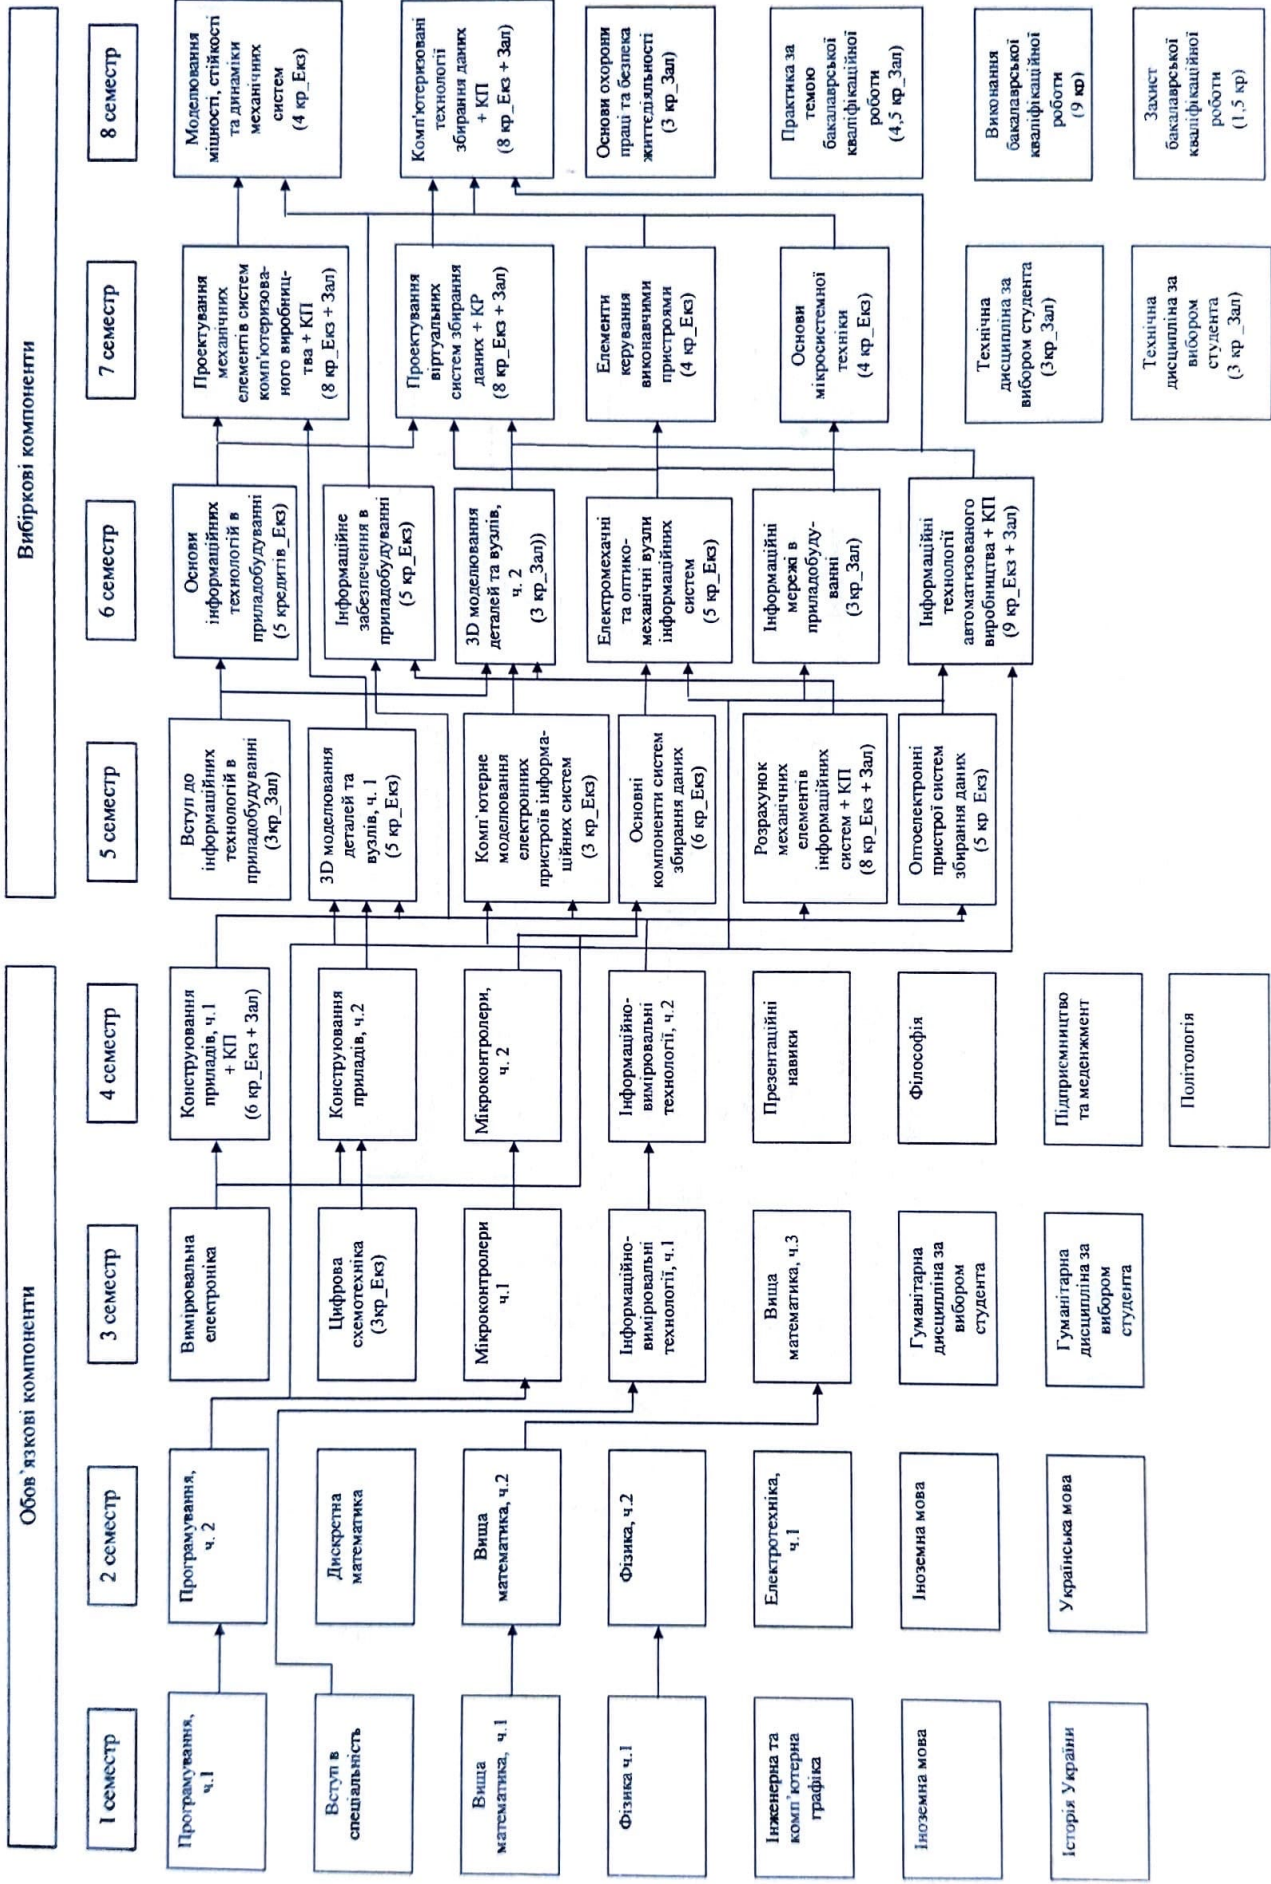 Обов`язкові компоненти
Вибіркові компоненти
1 семестр
Програмування,
ч.1
Вступ в
спеціальність
Вища
математика, ч.1
Фізика ч.1
Інженерна та
комп’ютерна
графіка
Іноземна мова
Історія України
2 семестр
Програмування,
ч. 2
Дискретна
математика
Вища
математика, ч.2
Фізика, ч.2
Електротехніка,
ч.1
Іноземна мова
Українська мова
3 семестр
Вимірювальна
електроніка
Цифрова
схемотехніка
(3кр_Екз)
Мікроконтролери
ч.1
Інформаційно-
вимірювальні
технології, ч.1
Вища
математика, ч.3
Гуманітарна
дисципліна за
вибором
студента
Гуманітарна
дисципліна за
вибором
студента
4 семестр
Конструювання
приладів, ч.1
+ КП
(6 кр_Екз + Зал)
Конструювання
приладів, ч.2
Мікроконтролери,
ч. 2
Інформаційно-
вимірювальні
технології, ч.2
Презентаційні
навики
Філософія
Підприємництво
та меденжмент
Політологія
5 семестр
Вступ до
інформаційних
технологій в
приладобудуванні
(3кр_Зал)
3D моделювання
деталей та
вузлів, ч. 1
(5 кр_Екз)
Комп`ютерне
моделювання
електронних
пристроїв інформа-
ційних систем
(3 кр_Екз)
Основні
компоненти систем
збирання даних
(6 кр_Екз)
Розрахунок
механічних
елементів
інформаційних
систем + КП
(8 кр_Екз + Зал)
Оптоелектронні
пристрої систем
збирання даних
(5 кр Екз)
6 семестр
Основи
інформаційних
технологій в
приладобудуванні
(5 кредитів_Екз)
Інформаційне
забезпечення в
приладобудуванні
(5 кр_Екз)
3D моделювання
деталей та вузлів,
ч. 2
(3 кр_Зал))
Електромехачні
та оптико-
механічні вузли
інформаційних
систем
(5 кр_Екз)
Інформаційні
мережі в
приладобуду-
ванні
(3кр_Зал)
Інформаційні
технології
автоматизованого
виробництва + КП
(9 кр_Екз + Зал)
7 семестр
Проектування
механічних
елементів систем
комп`ютеризова-
ного виробниц-
тва + КП
(8 кр_Екз + Зал)
Проектування
віртуальних
систем збирання
даних + КР
(8 кр_Екз + Зал)
Елементи
керування
виконавчими
пристроями
(4 кр_Екз)
Основи
мікросистемної
техніки
(4 кр_Екз)
Технічна
дисципліна за
вибором студента
(3кр_Зал)
Технічна
дисципліна за
вибором
студента
(3 кр _Зал)
8 семестр
Моделювання
міцності, стійкості
та динаміки
механічних
систем
(4 кр_Екз)
Комп`ютеризовані
технології
збирання даних
+ КП
(8 кр_Екз + Зал)
Основи охорони
праці та безпека
життєдіяльності
(3 кр_Зал)
Практика за
темою
бакалаврської
кваліфікаційної
роботи
(4,5 кр_Зал)
Виконання
бакалаврської
кваліфікаційної
роботи
(9 кр)
Захист
бакалаврської
кваліфікаційної
роботи
(1,5 кр)